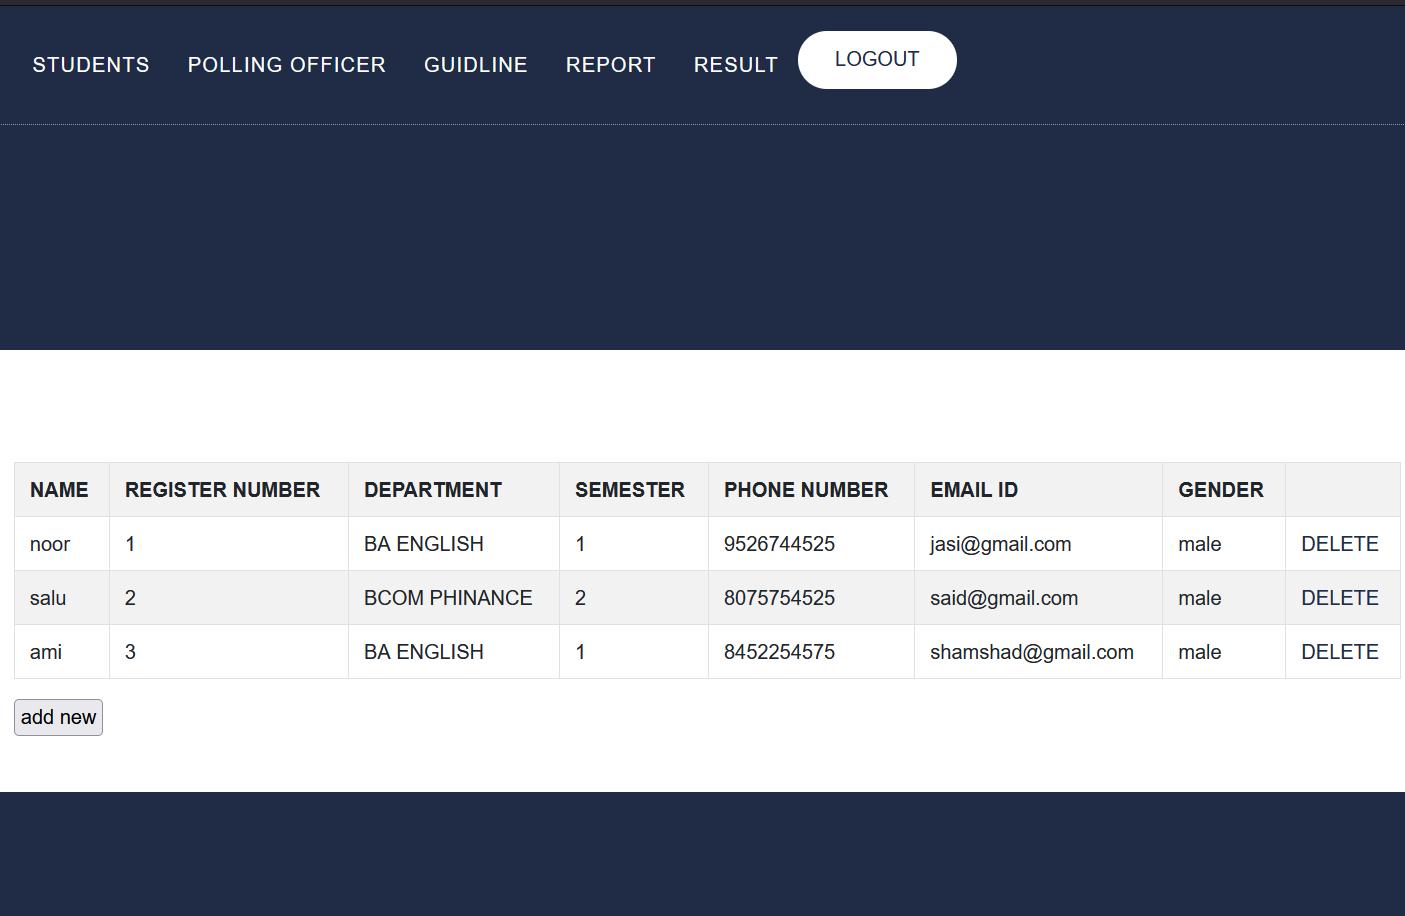 STUDENTS POLLING OFFICER GUIDLINE REPORT RESULT LOGOUT
NAME REGISTER NUMBER DEPARTMENT SEMESTER PHONE NUMBER EMAIL ID GENDER
noor 1 BA ENGLISH 1 9526744525 jasi@gmail.com male DELETE
salu 2 BCOM PHINANCE 2 8075754525 said@gmail.com male DELETE
ami 3 BA ENGLISH 1 8452254575 shamshad@gmail.com male DELETE
add new